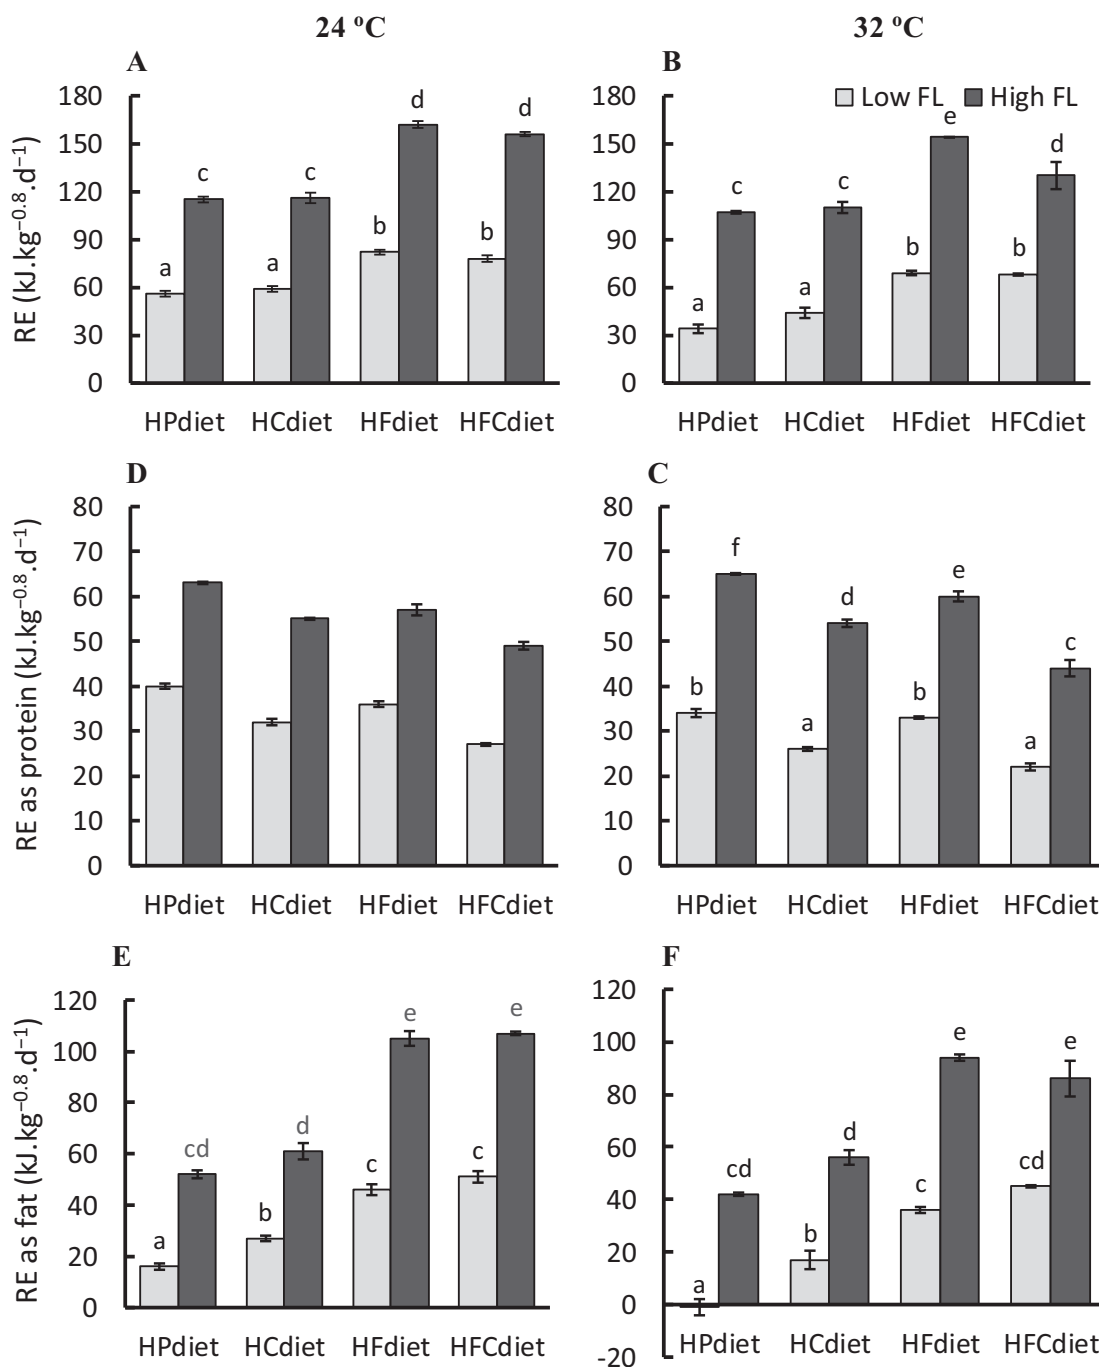 24 ºC
32 ºC
A
RE (kJ.kg⁻⁰·⁸.d⁻¹)
180
150
120
90
60
30
0
a
c
a
c
b
d
b
d
HPdiet HCdiet HFdiet HFCdiet
B
Low FL High FL
180
150
120
90
60
30
0
a
c
a
c
b
e
b
d
HPdiet HCdiet HFdiet HFCdiet
D
RE as protein (kJ.kg⁻⁰·⁸.d⁻¹)
80
70
60
50
40
30
20
10
0
HPdiet HCdiet HFdiet HFCdiet
C
80
70
60
50
40
30
20
10
0
b
f
a
d
b
e
a
c
HPdiet HCdiet HFdiet HFCdiet
E
RE as fat (kJ.kg⁻⁰·⁸.d⁻¹)
120
100
80
60
40
20
0
a
cd
b
d
c
e
c
e
HPdiet HCdiet HFdiet HFCdiet
F
120
100
80
60
40
20
0
-20
a
cd
b
d
c
e
cd
e
HPdiet HCdiet HFdiet HFCdiet